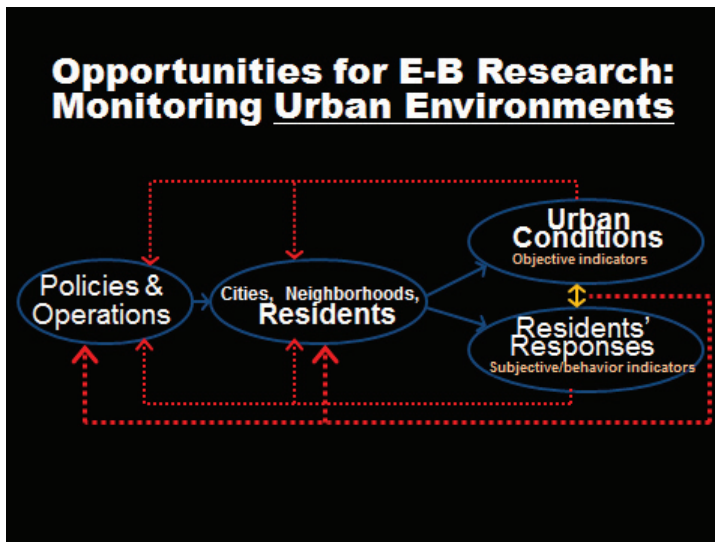 Opportunities for E-B Research:
Monitoring Urban Environments
Policies &
Operations
Cities, Neighborhoods,
Residents
Urban
Conditions
Objective indicators
Residents’
Responses
Subjective/behavior indicators